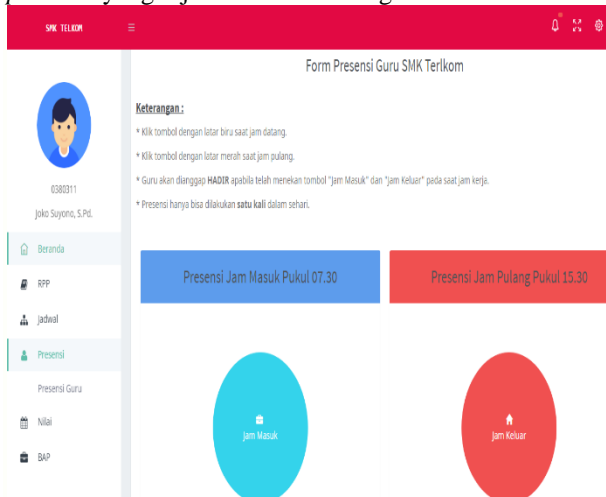 SMK TELKOM
Form Presensi Guru SMK Terlkom
Keterangan :
* Klik tombol dengan latar biru saat jam datang.
* Klik tombol dengan latar merah saat jam pulang.
* Guru akan dianggap HADIR apabila telah menekan tombol "Jam Masuk" dan "Jam Keluar" pada saat jam kerja.
* Presensi hanya bisa dilakukan satu kali dalam sehari.
0380311
Joko Suyono, S.Pd.
Beranda
RPP
Jadwal
Presensi
Presensi Guru
Nilai
BAP
Presensi Jam Masuk Pukul 07.30
Jam Masuk
Presensi Jam Pulang Pukul 15.30
Jam Keluar